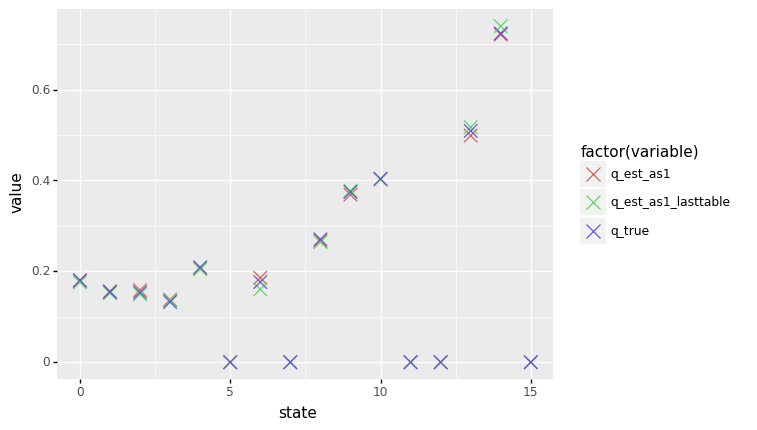 value
0.6
0.4
0.2
0
0 5 10 15
state
factor(variable)
q_est_as1
q_est_as1_lasttable
q_true